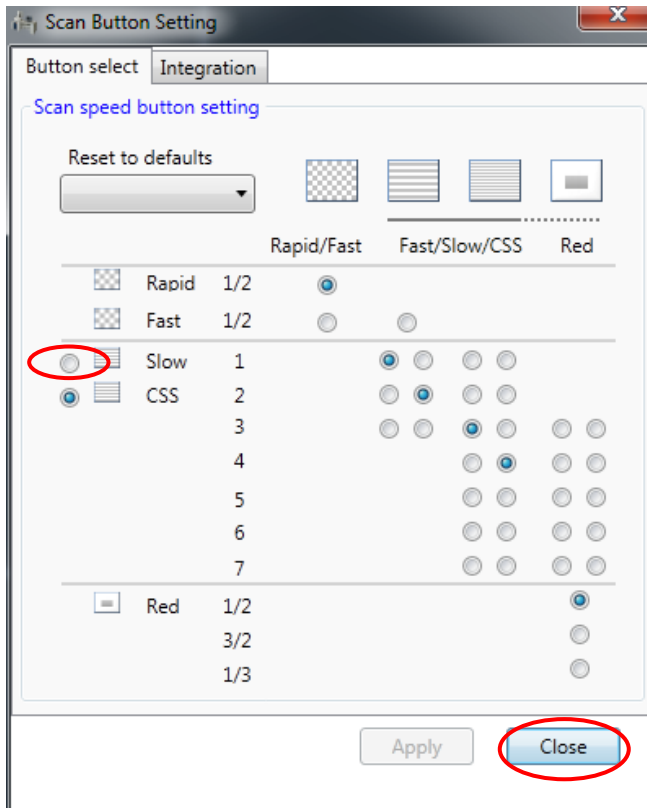 Scan Button Setting
X
Button select Integration
Scan speed button setting
Reset to defaults
Rapid/Fast Fast/Slow/CSS Red
Rapid 1/2
Fast 1/2
Slow 1
CSS 2
3
4
5
6
7
Red 1/2
3/2
1/3
Apply Close